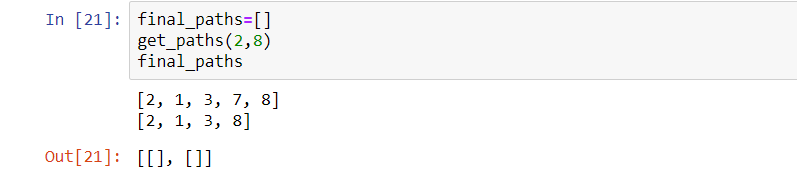 In [21]: final_paths=[]
get_paths(2,8)
final_paths
[2, 1, 3, 7, 8]
[2, 1, 3, 8]
Out[21]: [[], []]